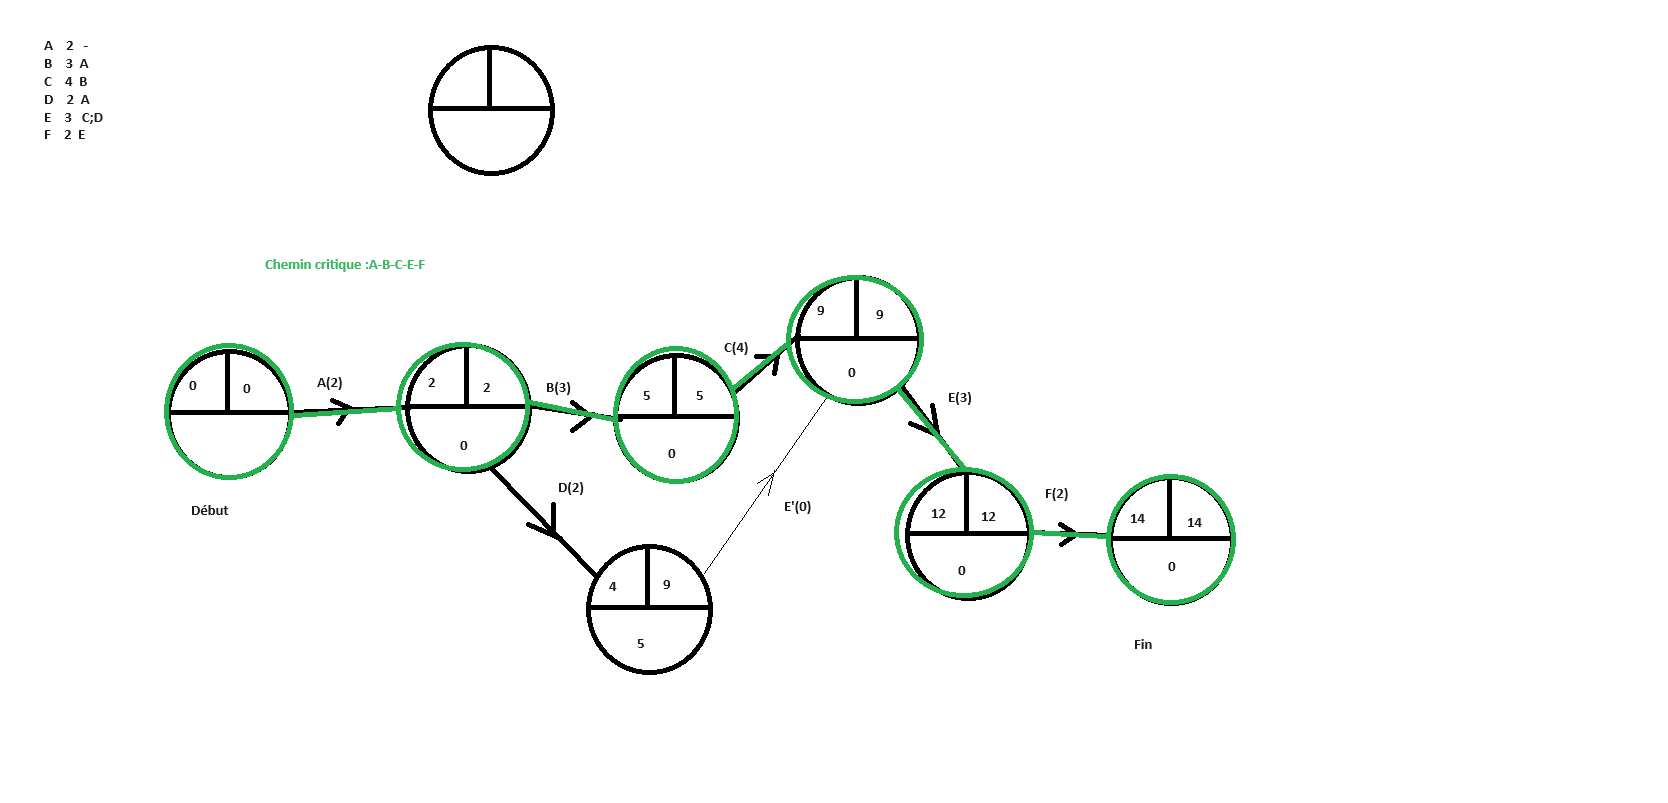 A 2 -
B 3 A
C 4 B
D 2 A
E 3 C;D
F 2 E
Chemin critique :A-B-C-E-F
0 0
Début
A(2)
2 2
0
B(3)
5 5
0
C(4)
9 9
0
D(2)
4 9
5
E'(0)
E(3)
12 12
0
F(2)
14 14
0
Fin